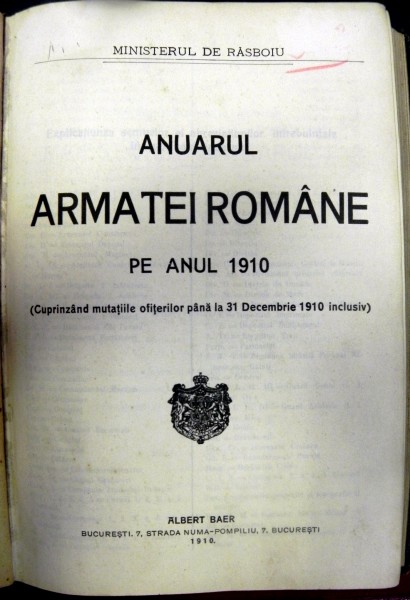 MINISTERUL DE RĂSBOIU
ANUARUL
ARMATEI ROMÂNE
PE ANUL 1910
(Cuprinzând mutațiile ofițerilor până la 31 Decembrie 1910 inclusiv)
ALBERT BAER
BUCUREȘTI, 7, STRADA NUMA-POMPILIU, 7, BUCUREȘTI
1910.